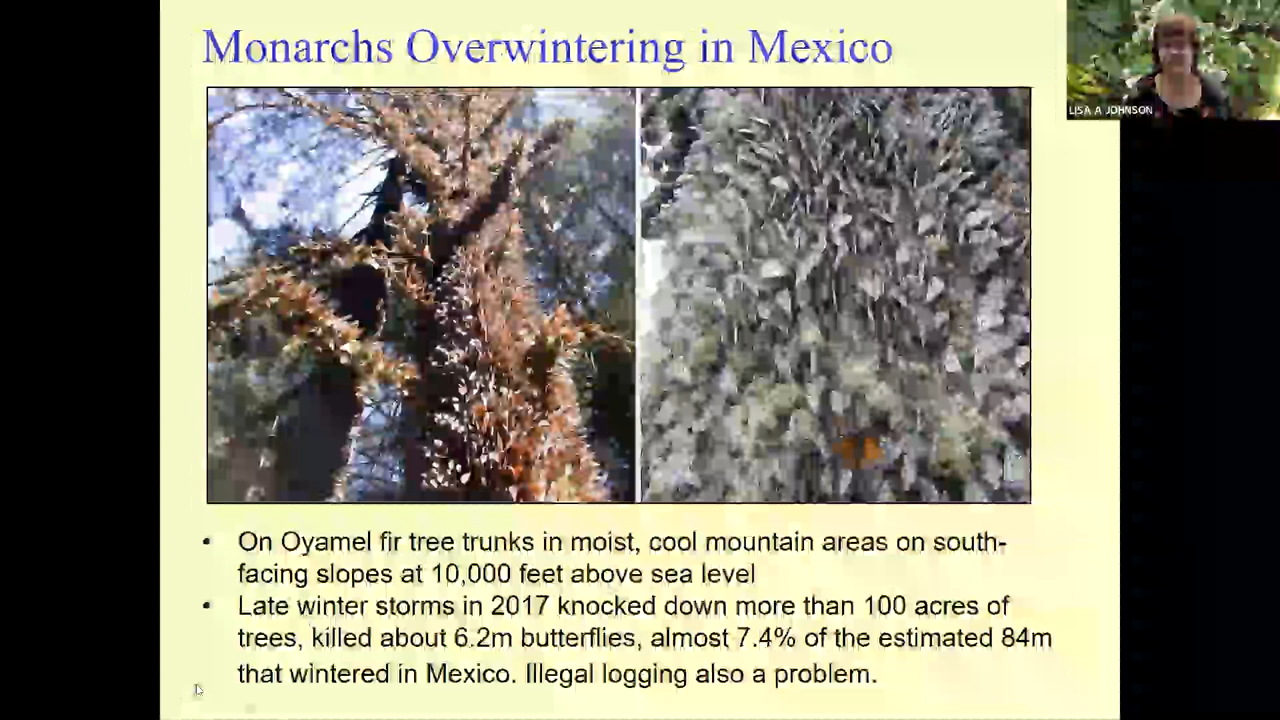 Monarchs Overwintering in Mexico
LISA A JOHNSON
• On Oyamel fir tree trunks in moist, cool mountain areas on south-
facing slopes at 10,000 feet above sea level
• Late winter storms in 2017 knocked down more than 100 acres of
trees, killed about 6.2m butterflies, almost 7.4% of the estimated 84m
that wintered in Mexico. Illegal logging also a problem.